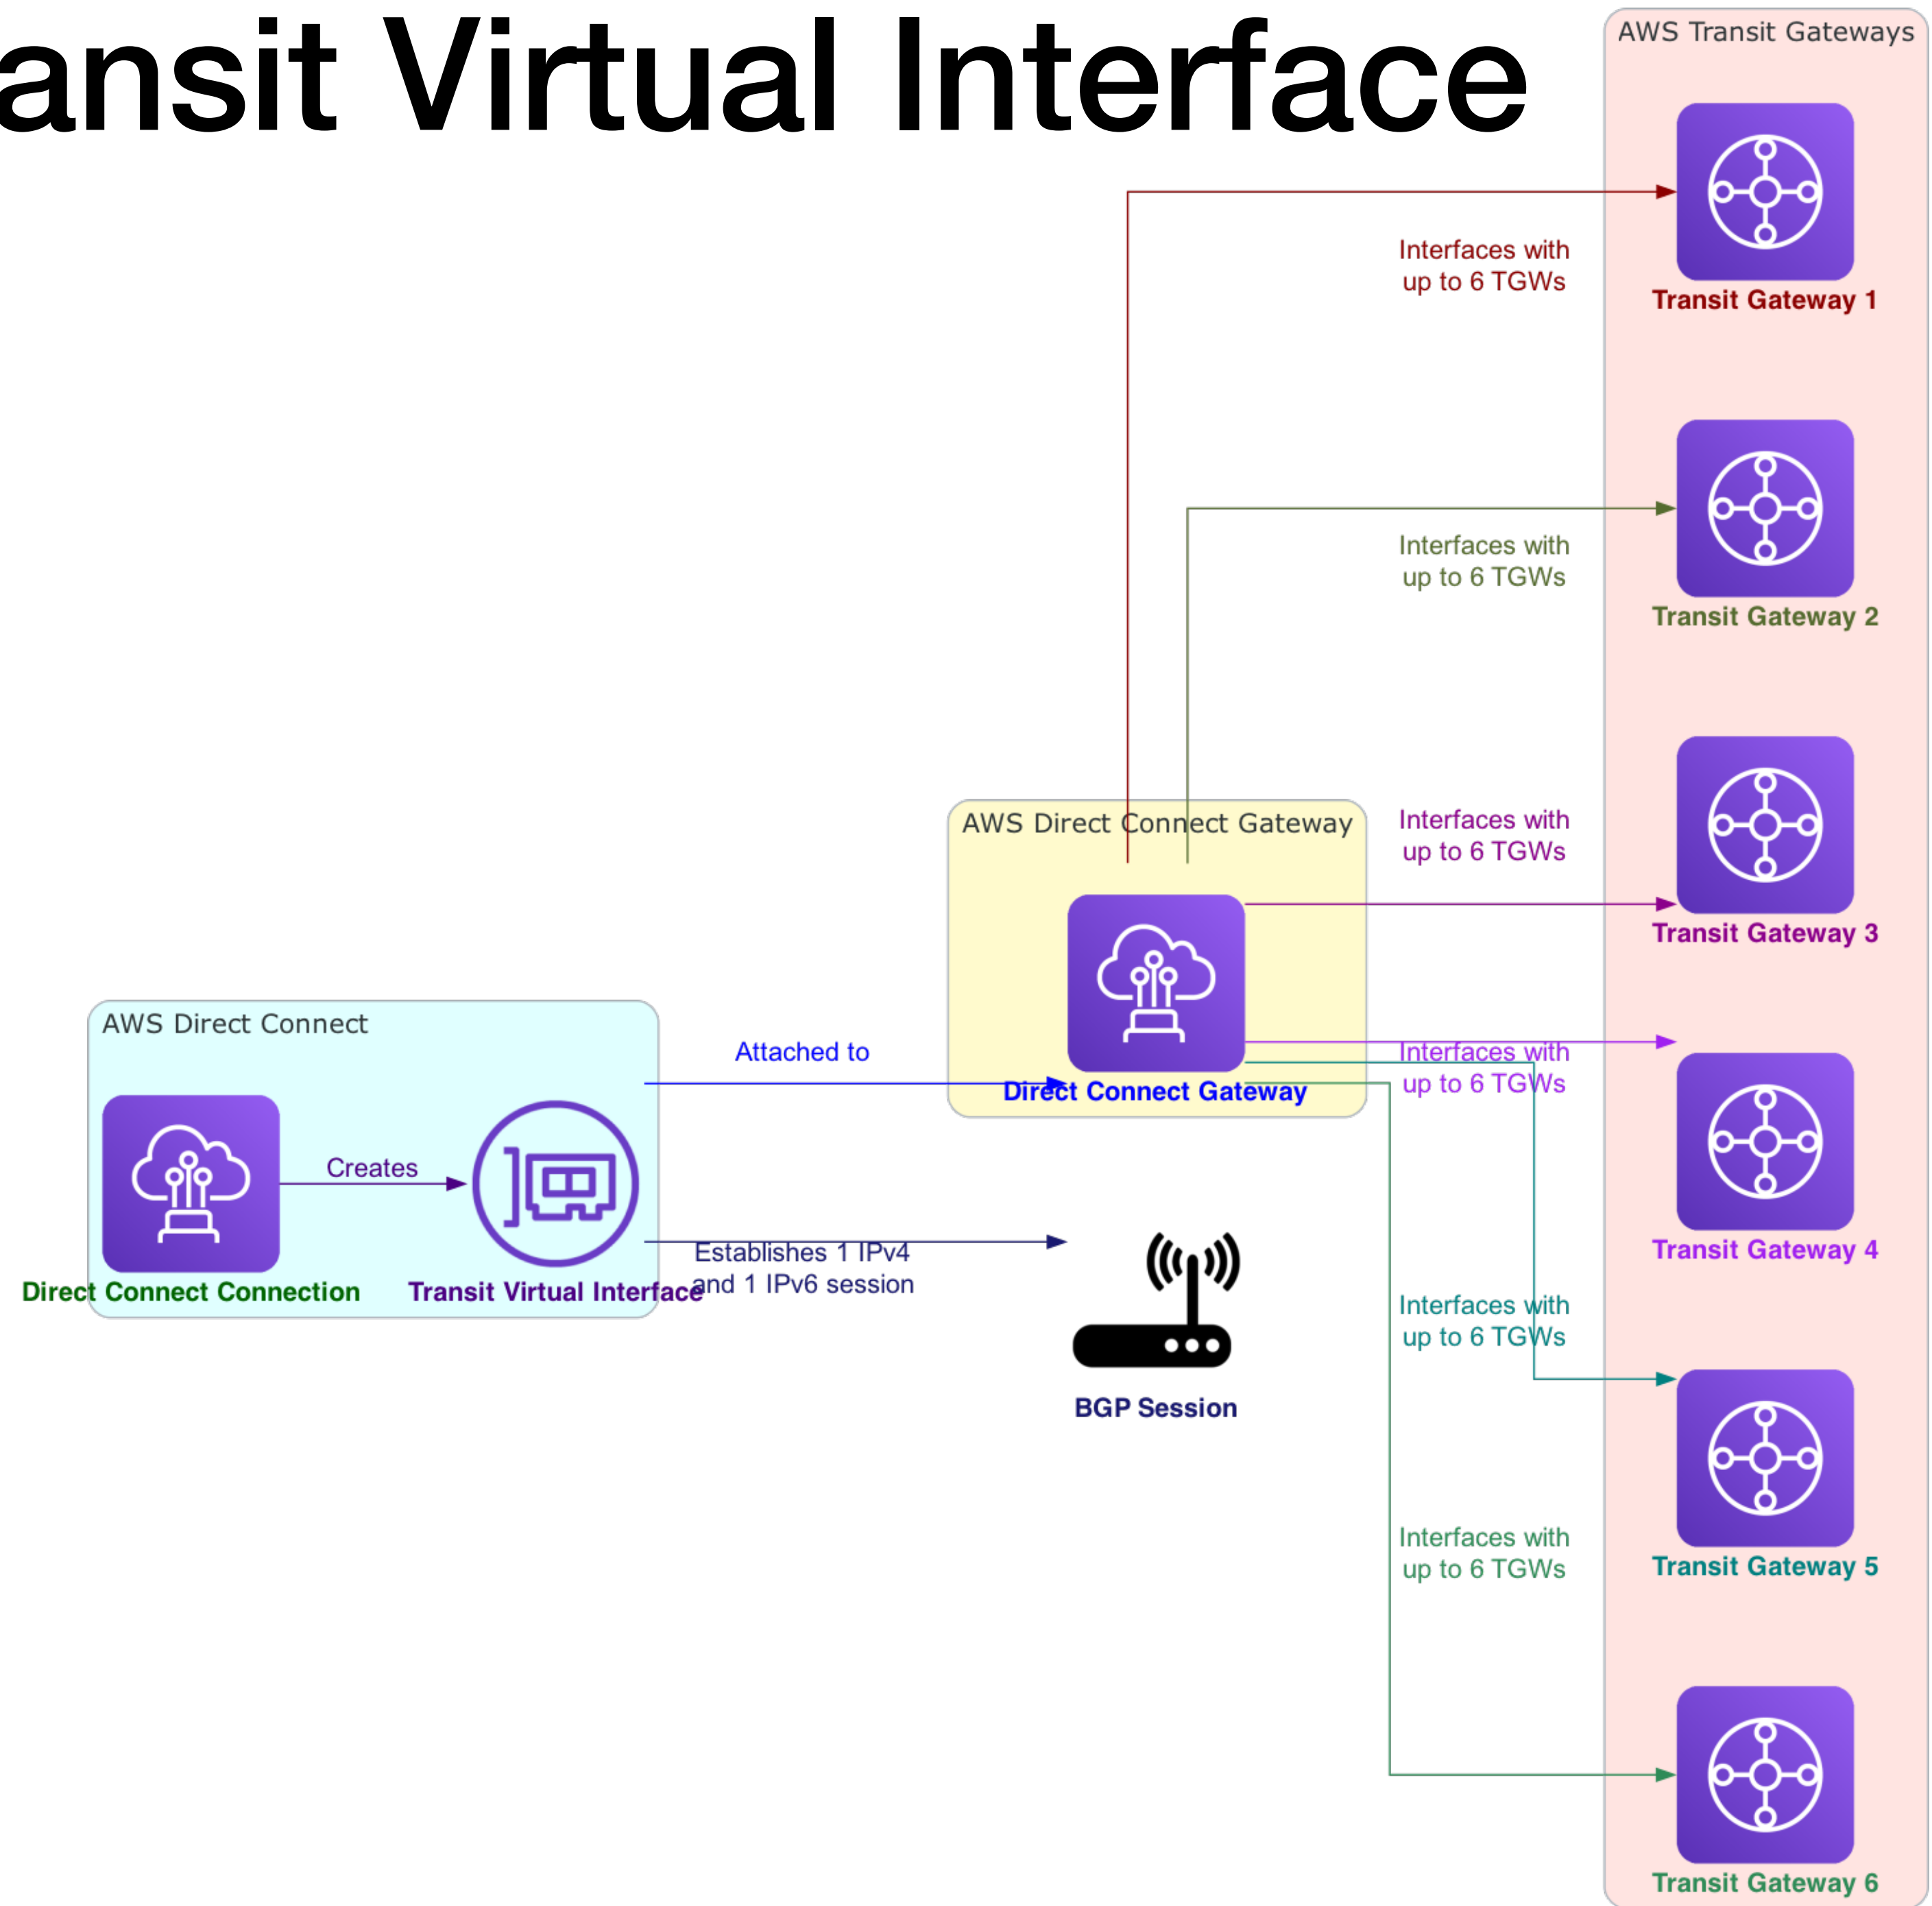 ansit Virtual Interface
AWS Transit Gateways
Interfaces with
up to 6 TGWs
Transit Gateway 1
Interfaces with
up to 6 TGWs
Transit Gateway 2
AWS Direct Connect Gateway
Interfaces with
up to 6 TGWs
Transit Gateway 3
AWS Direct Connect
Attached to
Direct Connect Gateway
Interfaces with
up to 6 TGWs
Creates
Direct Connect Connection
Transit Virtual Interface
Establishes 1 IPv4
and 1 IPv6 session
Transit Gateway 4
Interfaces with
up to 6 TGWs
BGP Session
Interfaces with
up to 6 TGWs
Transit Gateway 5
Transit Gateway 6